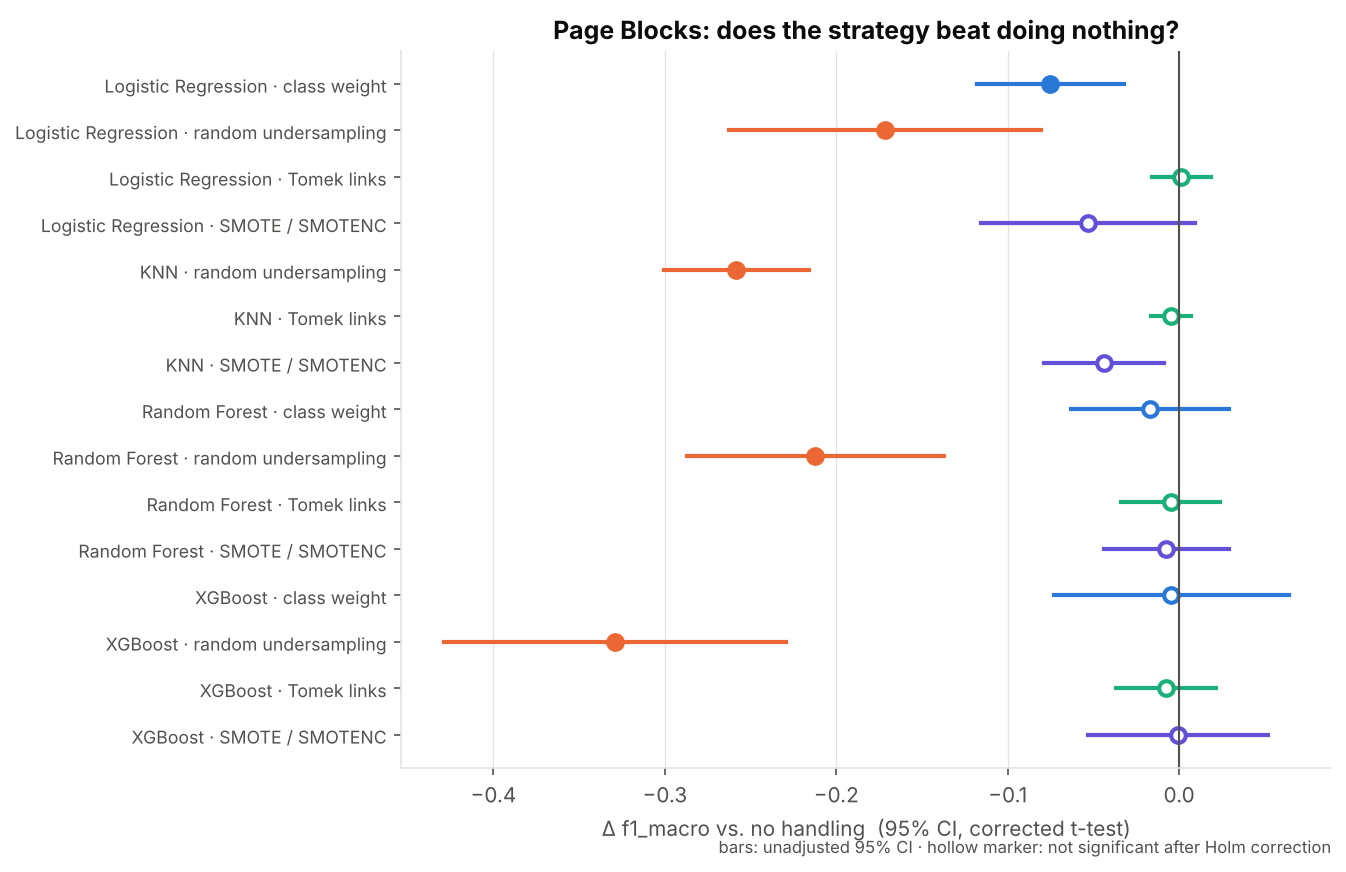 Page Blocks: does the strategy beat doing nothing?
Logistic Regression · class weight
Logistic Regression · random undersampling
Logistic Regression · Tomek links
Logistic Regression · SMOTE / SMOTENC
KNN · random undersampling
KNN · Tomek links
KNN · SMOTE / SMOTENC
Random Forest · class weight
Random Forest · random undersampling
Random Forest · Tomek links
Random Forest · SMOTE / SMOTENC
XGBoost · class weight
XGBoost · random undersampling
XGBoost · Tomek links
XGBoost · SMOTE / SMOTENC
−0.4 −0.3 −0.2 −0.1 0.0
Δ f1_macro vs. no handling (95% CI, corrected t-test)
bars: unadjusted 95% CI · hollow marker: not significant after Holm correction